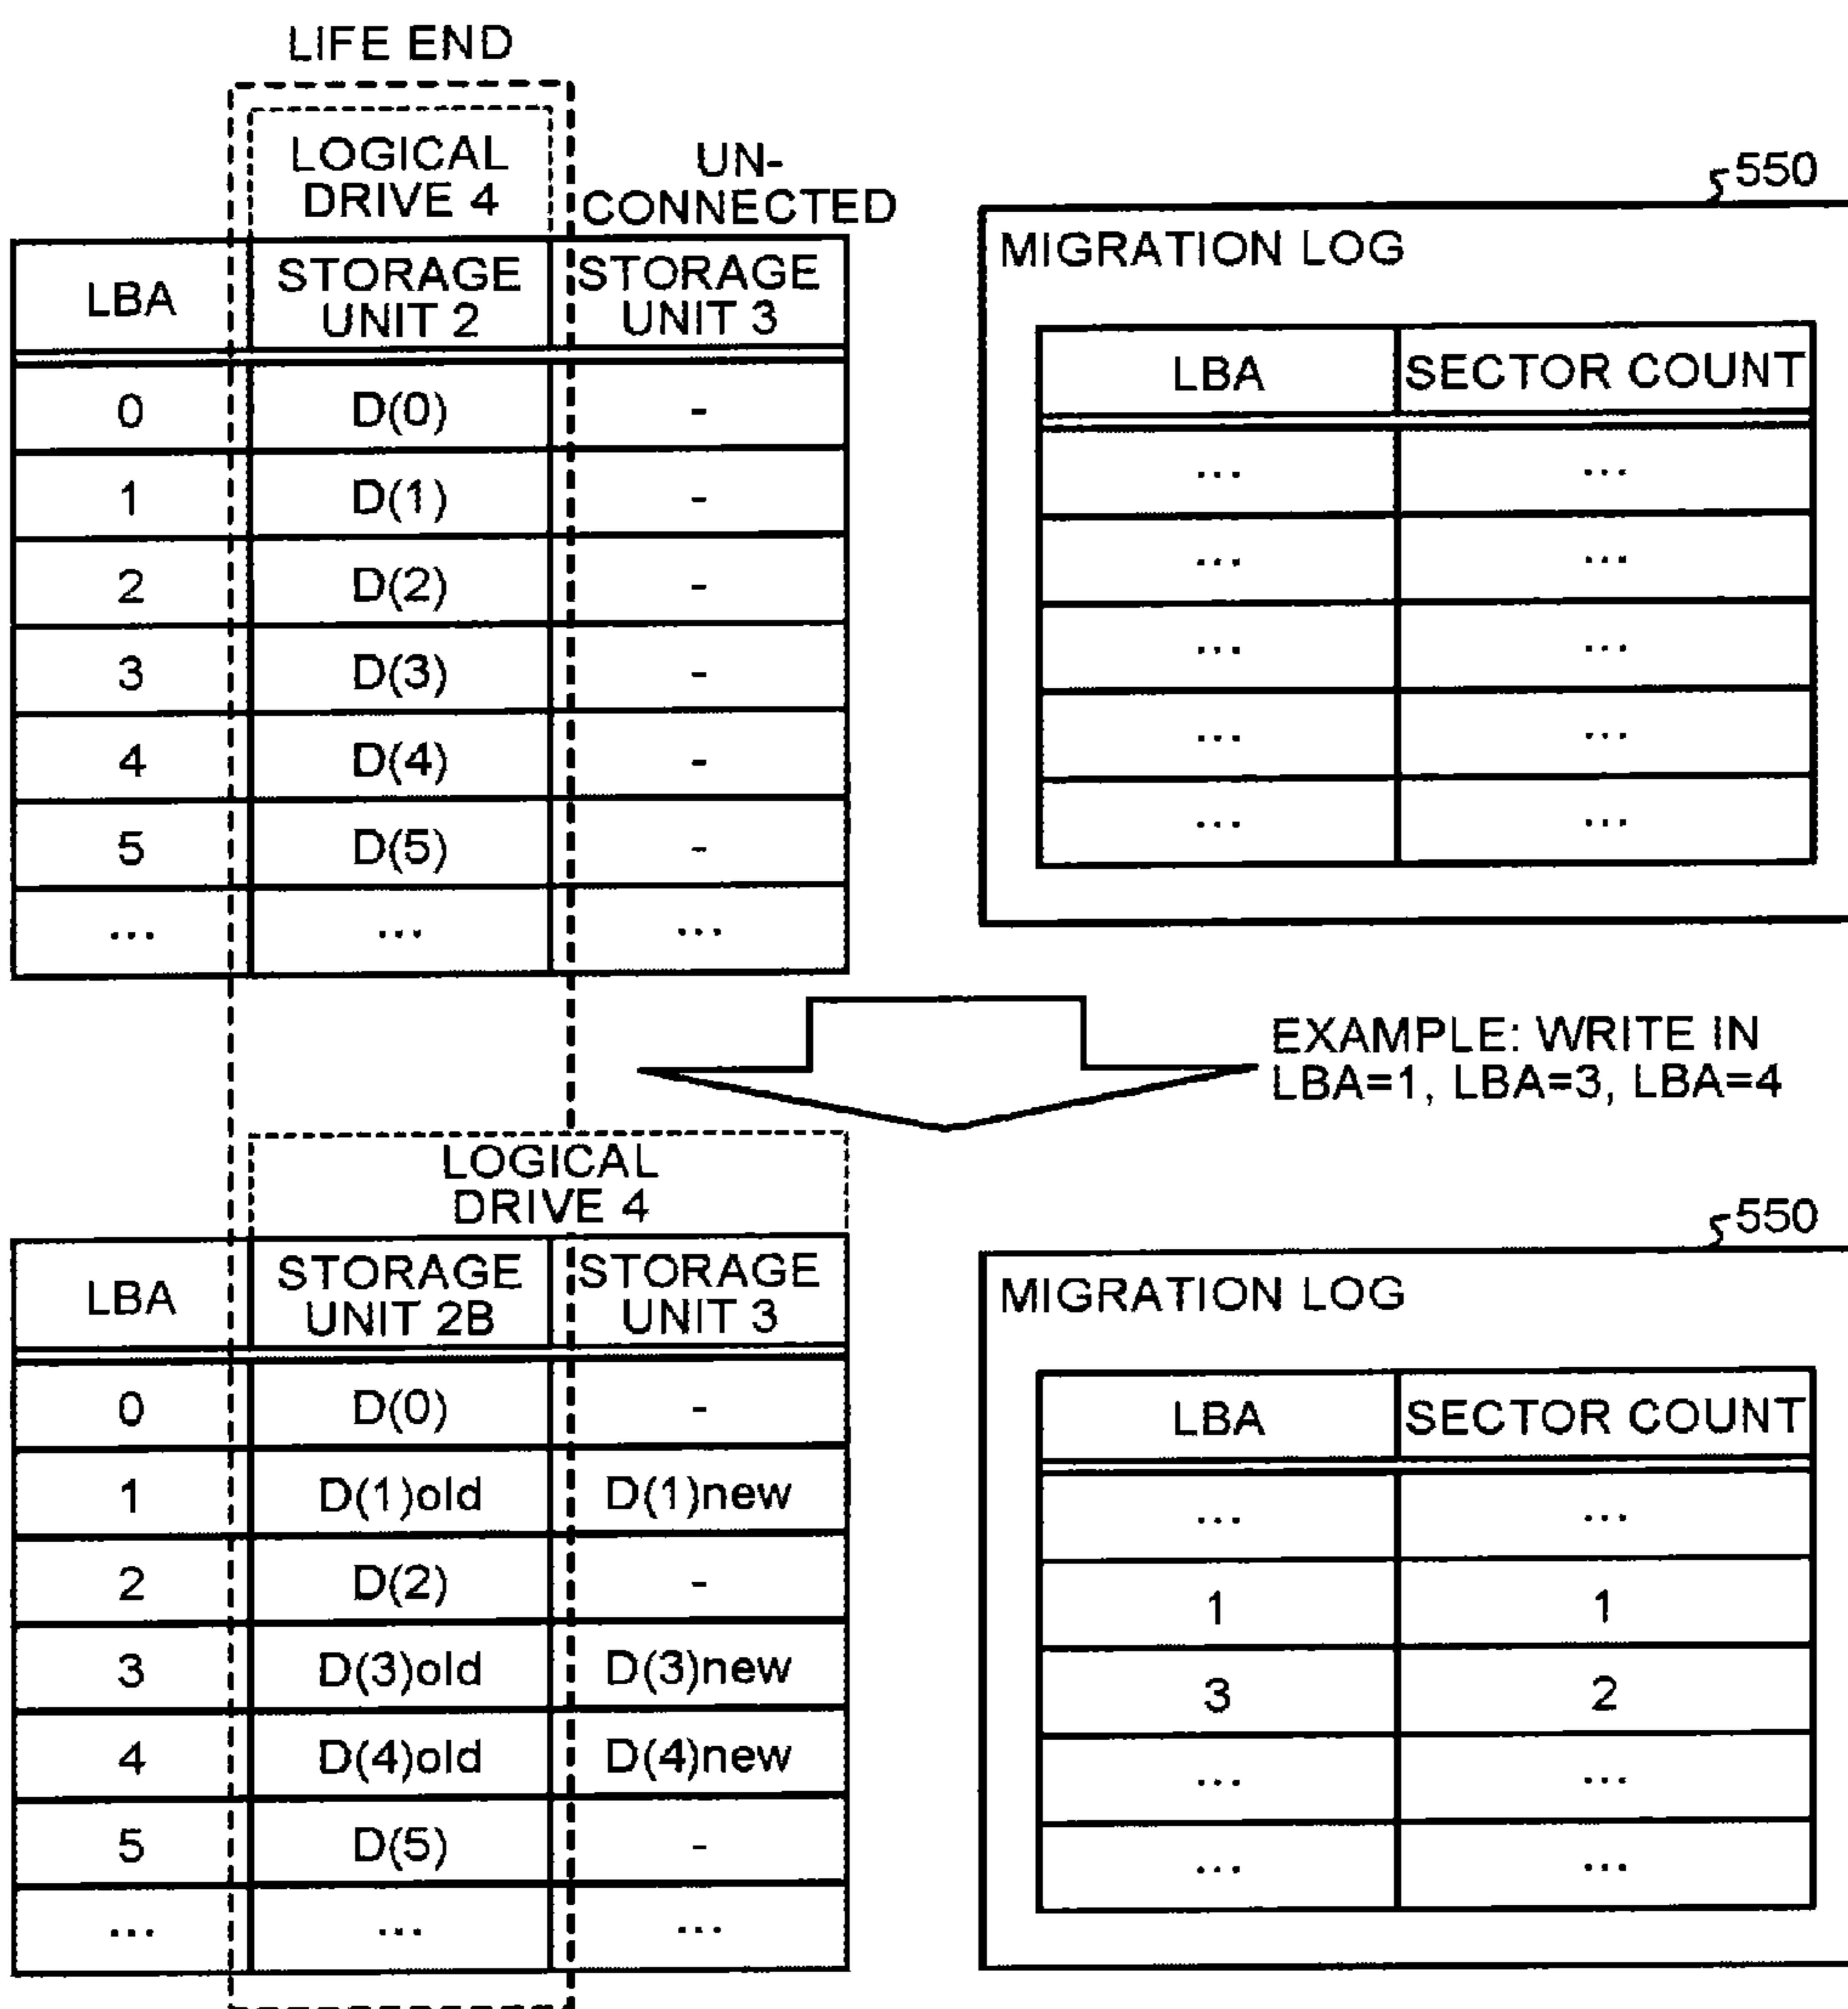 LIFE END
LOGICAL
DRIVE 4
UN-
CONNECTED
LBA
STORAGE
UNIT 2
STORAGE
UNIT 3
0 D(0) -
1 D(1) -
2 D(2) -
3 D(3) -
4 D(4) -
5 D(5) -
... ... ...
550
MIGRATION LOG
LBA SECTOR COUNT
... ...
... ...
... ...
... ...
... ...
EXAMPLE: WRITE IN
LBA=1, LBA=3, LBA=4
LOGICAL
DRIVE 4
LBA
STORAGE
UNIT 2B
STORAGE
UNIT 3
0 D(0) -
1 D(1)old D(1)new
2 D(2) -
3 D(3)old D(3)new
4 D(4)old D(4)new
5 D(5) -
... ... ...
550
MIGRATION LOG
LBA SECTOR COUNT
... ...
1 1
3 2
... ...
... ...